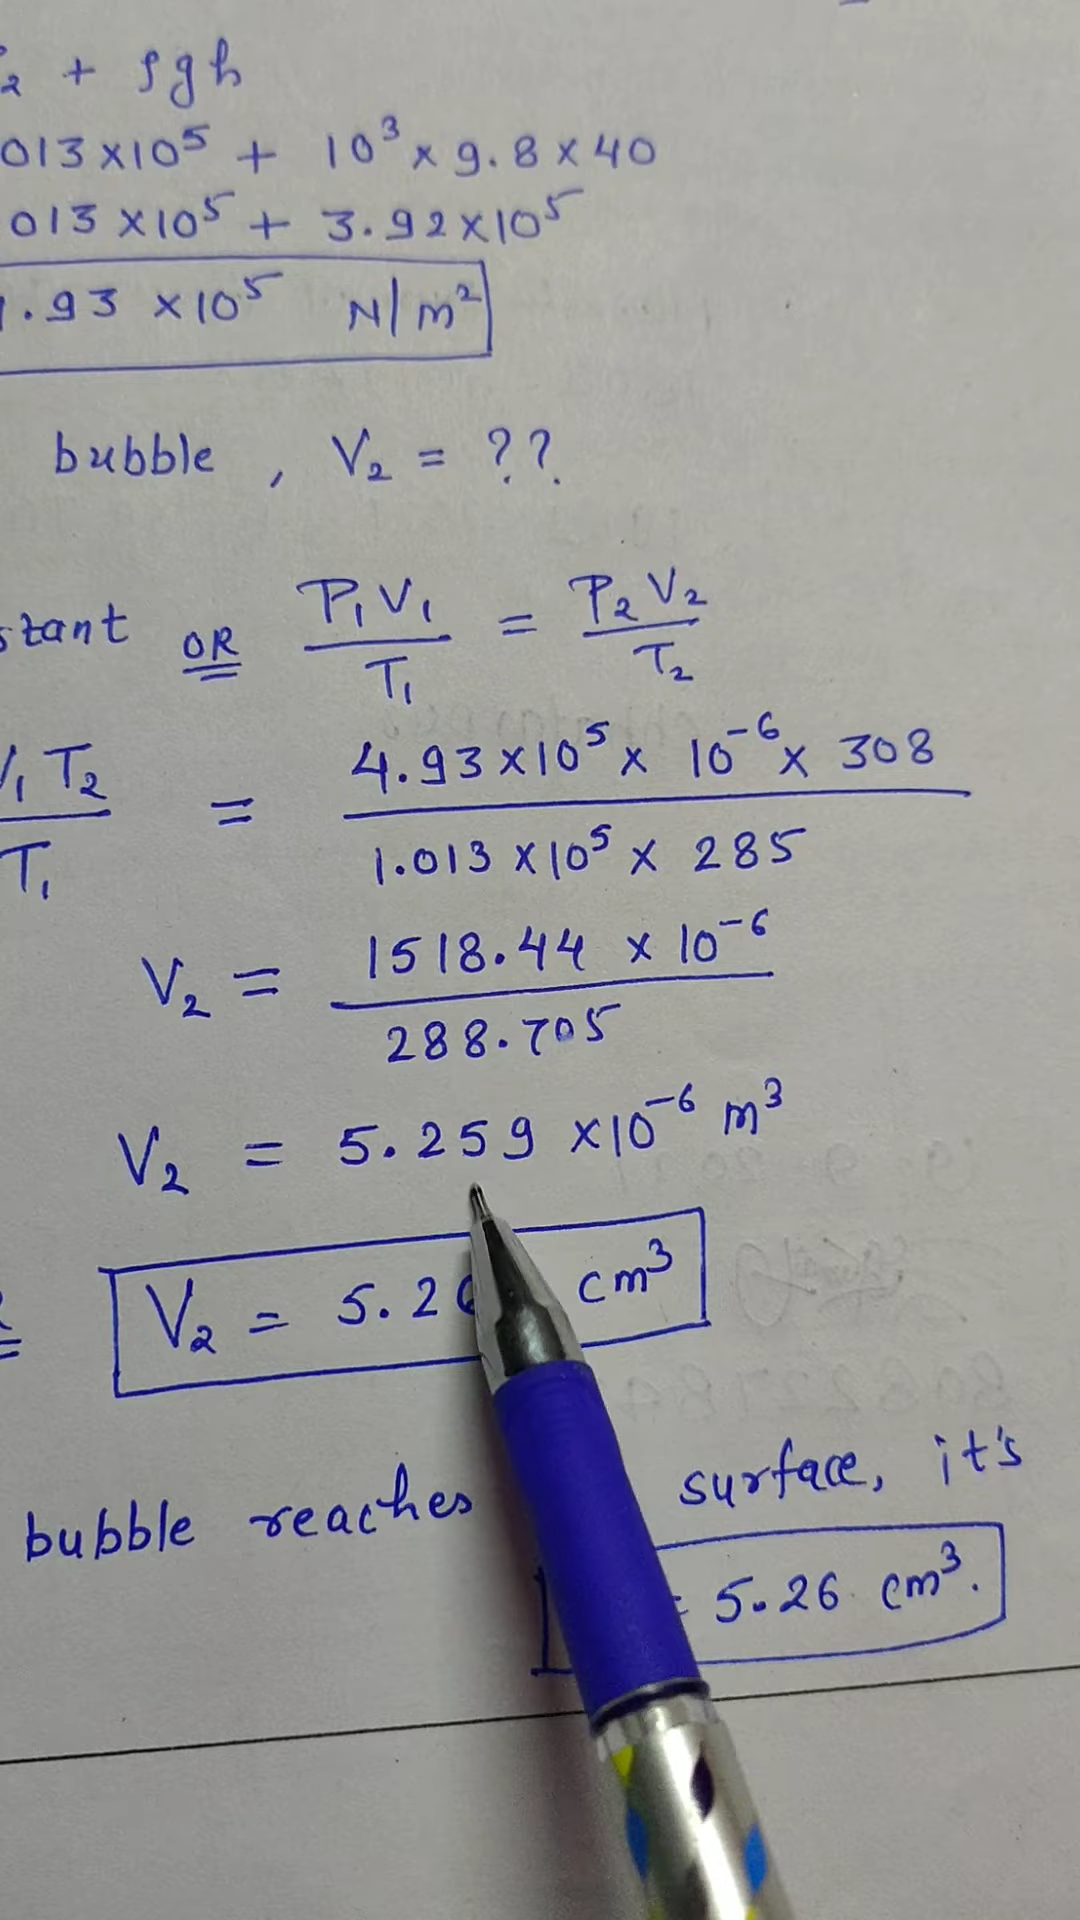 ₂ + ρgh
013×10⁵ + 10³×9.8×40
013×10⁵ + 3.92×10⁵
.93 ×10⁵ N/m²
bubble, V₂ = ??
stant OR P₁V₁/T₁ = P₂V₂/T₂
V₁T₂/T₁ = 4.93×10⁵× 10⁻⁶× 308/1.013×10⁵× 285
V₂ = 1518.44 × 10⁻⁶/288.705
V₂ = 5.259 ×10⁻⁶ m³
V₂ = 5.26 cm³
bubble reaches surface, it's
= 5.26 cm³.